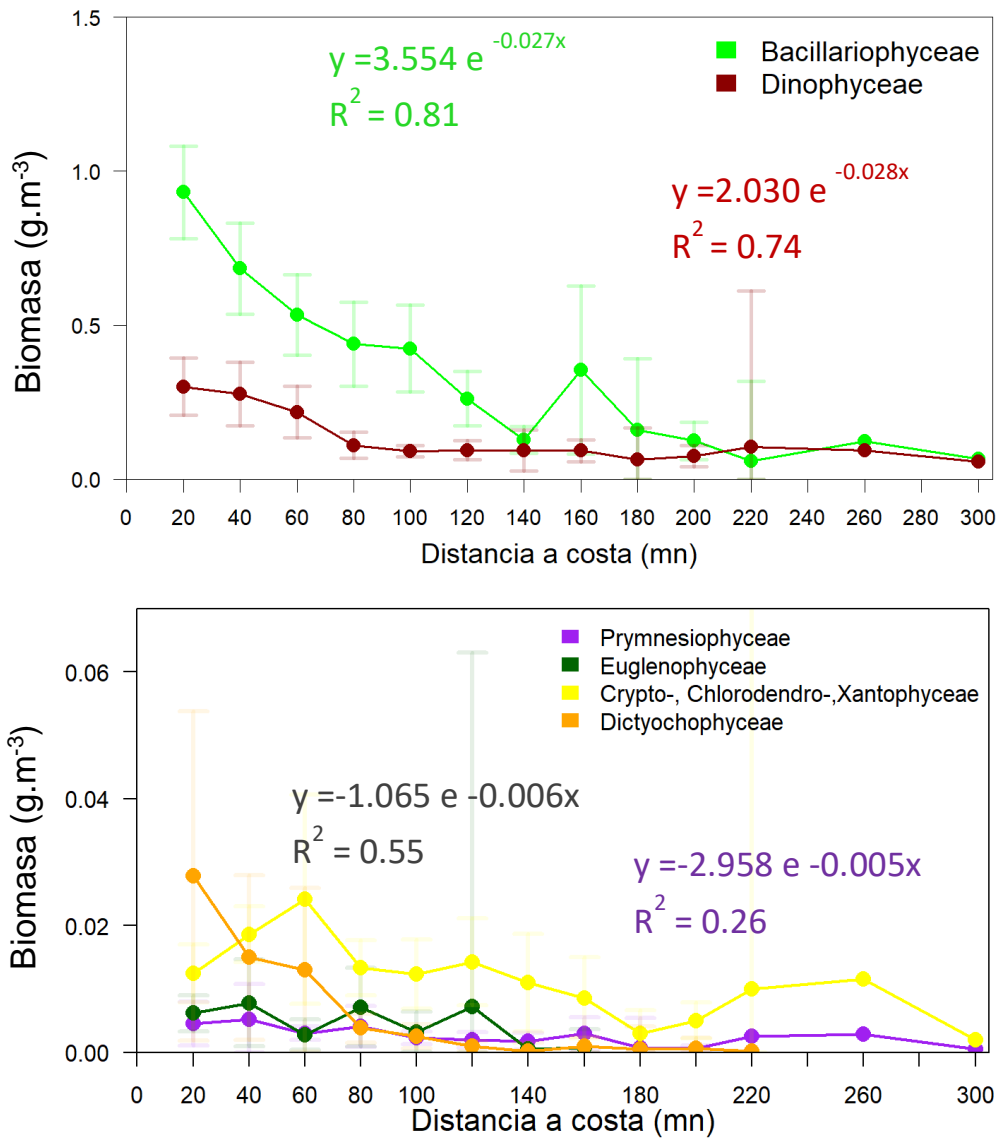 1.5
1.0
0.5
0.0
Biomasa (g.m⁻³)
y =3.554 e ⁻⁰·⁰²⁷ˣ
R² = 0.81
Bacillariophyceae
Dinophyceae
y =2.030 e ⁻⁰·⁰²⁸ˣ
R² = 0.74
0 20 40 60 80 100 120 140 160 180 200 220 260 300
Distancia a costa (mn)
0.06
0.04
0.02
0.00
Biomasa (g.m⁻³)
Prymnesiophyceae
Euglenophyceae
Crypto-, Chlorodendro-,Xantophyceae
Dictyochophyceae
y =-1.065 e -0.006x
R² = 0.55
y =-2.958 e -0.005x
R² = 0.26
0 20 40 60 80 100 120 140 160 180 200 220 260 300
Distancia a costa (mn)